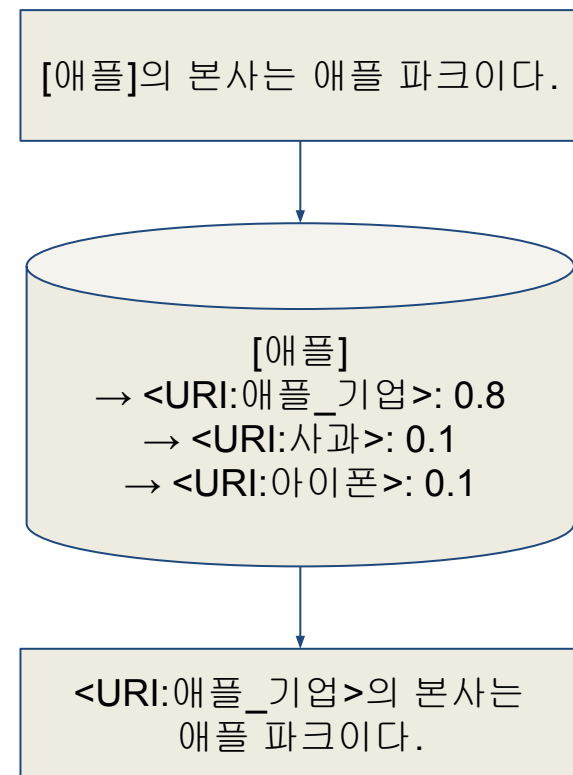 [애플]의 본사는 애플 파크이다.
[애플]
→ <URI:애플_기업>: 0.8
→ <URI:사과>: 0.1
→ <URI:아이폰>: 0.1
<URI:애플_기업>의 본사는
애플 파크이다.